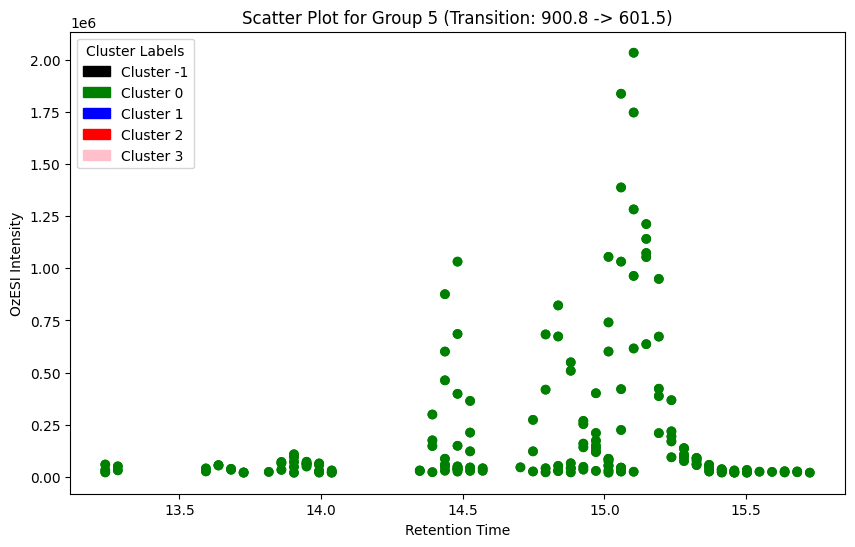 Scatter Plot for Group 5 (Transition: 900.8 -> 601.5)
1e6
Cluster Labels
Cluster -1
Cluster 0
Cluster 1
Cluster 2
Cluster 3
OzESI Intensity
2.00
1.75
1.50
1.25
1.00
0.75
0.50
0.25
0.00
13.5 14.0 14.5 15.0 15.5
Retention Time